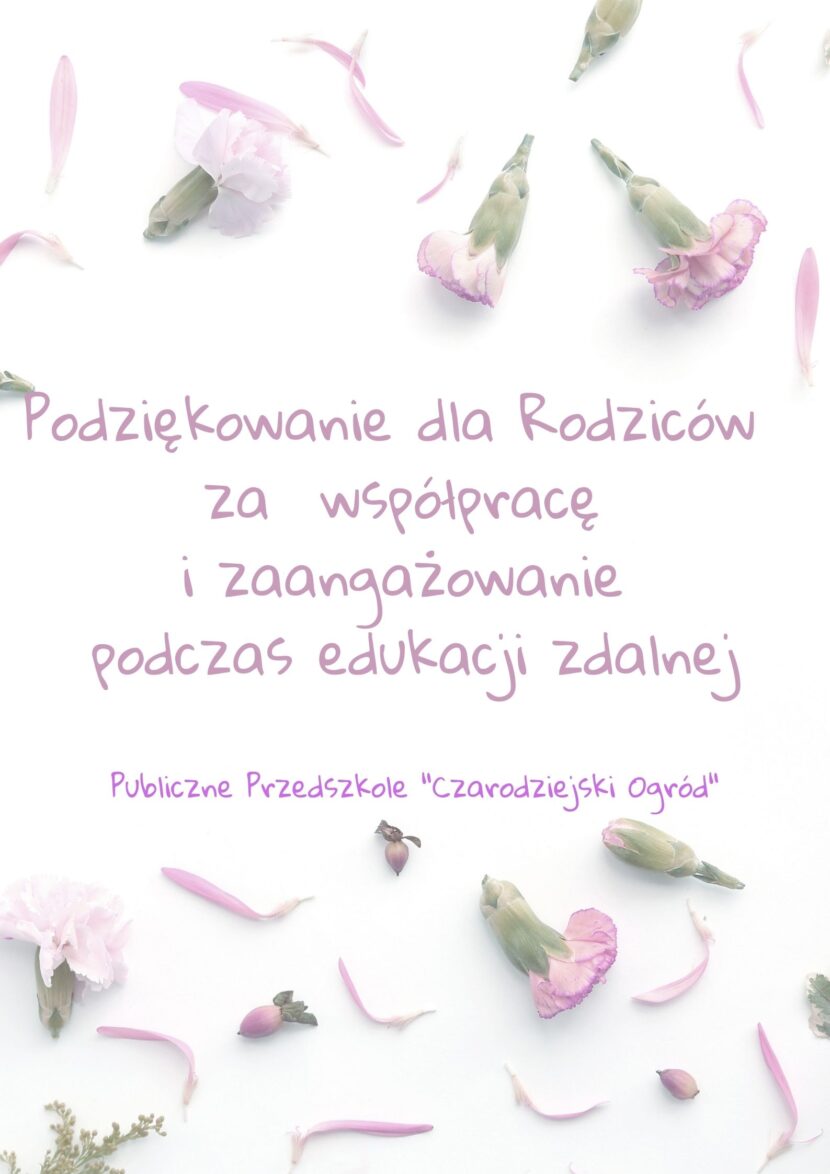 Podziękowanie dla Rodziców
za współpracę
i zaangażowanie
podczas edukacji zdalnej
Publiczne Przedszkole "Czarodziejski Ogród"